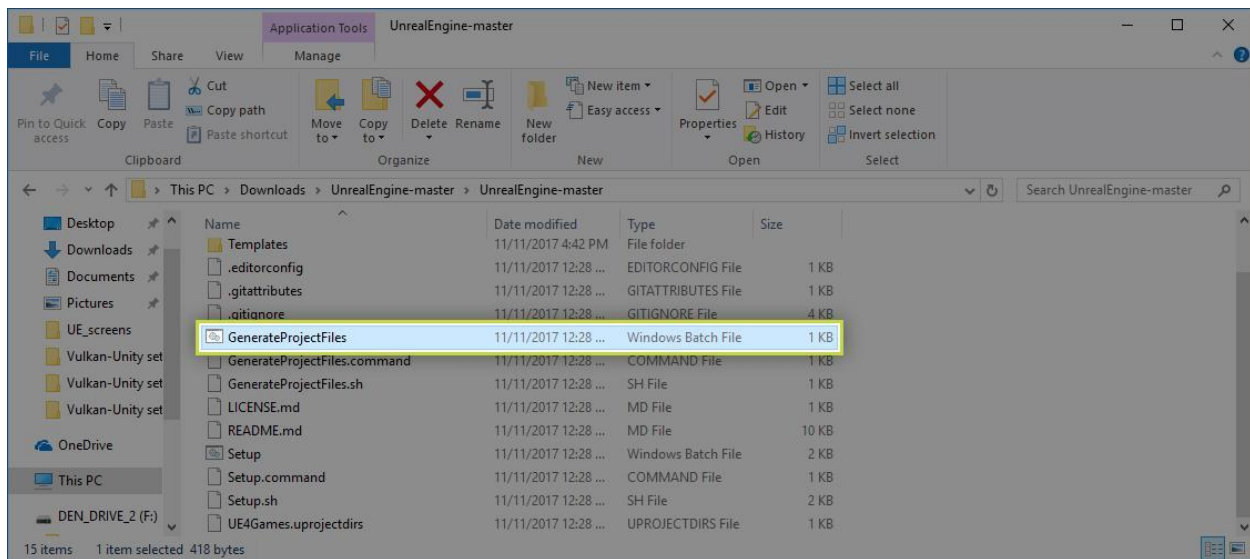 Application Tools UnrealEngine-master
File Home Share View Manage
Pin to Quick access
Copy
Paste
Cut
Copy path
Paste shortcut
Clipboard
Move to
Copy to
Delete
Rename
Organize
New folder
New item
Easy access
New
Properties
Open
Edit
History
Open
Select all
Select none
Invert selection
Select
This PC > Downloads > UnrealEngine-master > UnrealEngine-master
Search UnrealEngine-master
Desktop
Downloads
Documents
Pictures
UE_screens
Vulkan-Unity set
Vulkan-Unity set
Vulkan-Unity set
OneDrive
This PC
DEN_DRIVE_2 (F:)
Name Date modified Type Size
Templates 11/11/2017 4:42 PM File folder
.editorconfig 11/11/2017 12:28 ... EDITORCONFIG File 1 KB
.gitattributes 11/11/2017 12:28 ... GITATTRIBUTES File 1 KB
.gitignore 11/11/2017 12:28 ... GITIGNORE File 4 KB
GenerateProjectFiles 11/11/2017 12:28 ... Windows Batch File 1 KB
GenerateProjectFiles.command 11/11/2017 12:28 ... COMMAND File 1 KB
GenerateProjectFiles.sh 11/11/2017 12:28 ... SH File 1 KB
LICENSE.md 11/11/2017 12:28 ... MD File 1 KB
README.md 11/11/2017 12:28 ... MD File 10 KB
Setup 11/11/2017 12:28 ... Windows Batch File 2 KB
Setup.command 11/11/2017 12:28 ... COMMAND File 1 KB
Setup.sh 11/11/2017 12:28 ... SH File 2 KB
UE4Games.uprojectdirs 11/11/2017 12:28 ... UPROJECTDIRS File 1 KB
15 items 1 item selected 418 bytes